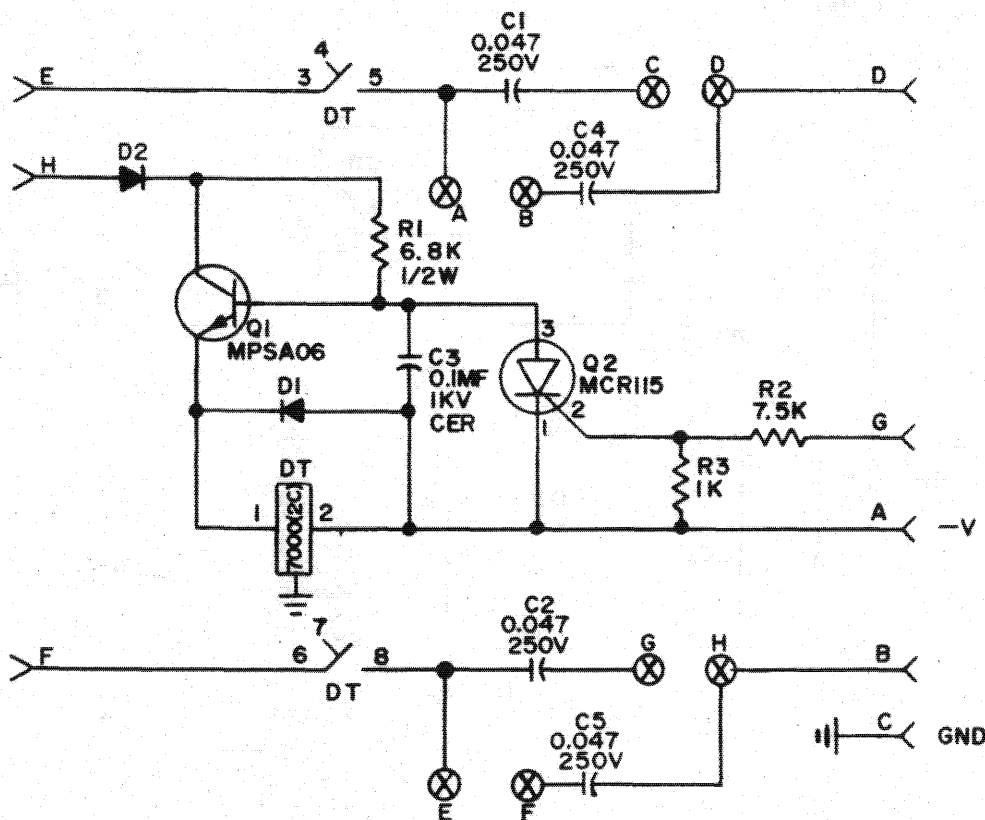 C1
0.047
250V
4
E
3
5
C
D
D
DT
C4
0.047
250V
H
D2
A
B
R1
6.8K
1/2W
Q1
MPSA06
3
C3
0.1MF
1KV
CER
Q2
MCR115
2
1
D1
R2
7.5K
G
R3
1K
DT
1
7000(2C)
2
A
-V
C2
0.047
250V
7
F
6
8
G
H
B
DT
C5
0.047
250V
C
GND
E
F